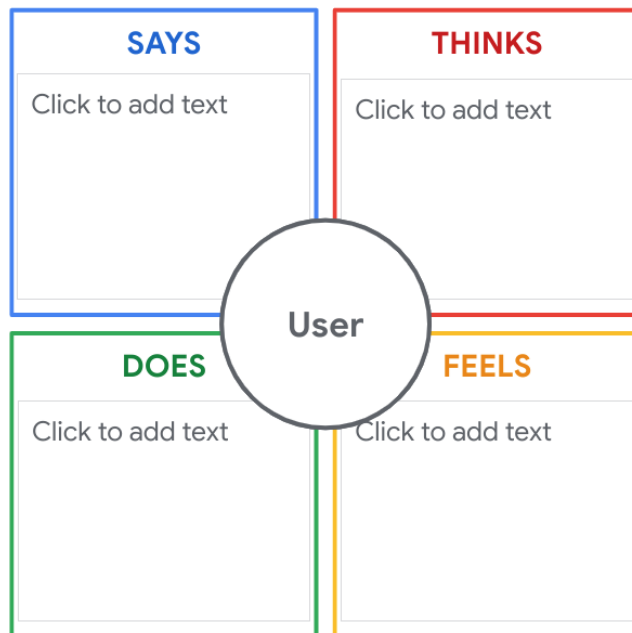 SAYS
Click to add text
THINKS
Click to add text
User
DOES
Click to add text
FEELS
Click to add text